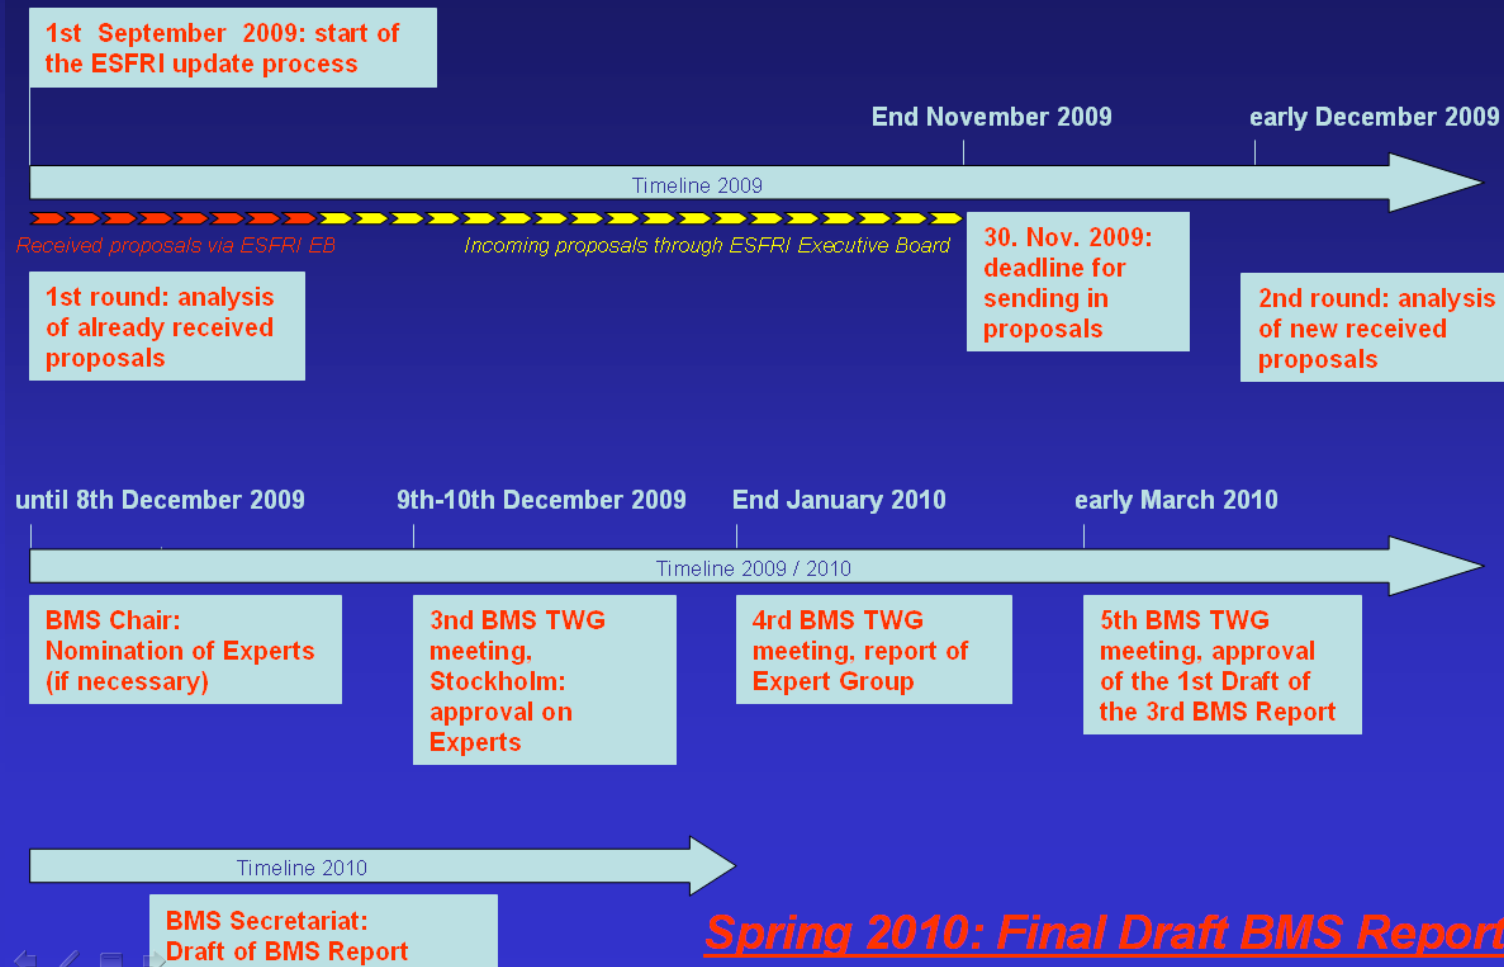 1st September 2009: start of
the ESFRI update process
End November 2009
early December 2009
Timeline 2009
Received proposals via ESFRI EB
Incoming proposals through ESFRI Executive Board
1st round: analysis
of already received
proposals
30. Nov. 2009:
deadline for
sending in
proposals
2nd round: analysis
of new received
proposals
until 8th December 2009
9th-10th December 2009
End January 2010
early March 2010
Timeline 2009 / 2010
BMS Chair:
Nomination of Experts
(if necessary)
3nd BMS TWG
meeting,
Stockholm:
approval on
Experts
4rd BMS TWG
meeting, report of
Expert Group
5th BMS TWG
meeting, approval
of the 1st Draft of
the 3rd BMS Report
Timeline 2010
BMS Secretariat:
Draft of BMS Report
Spring 2010: Final Draft BMS Report